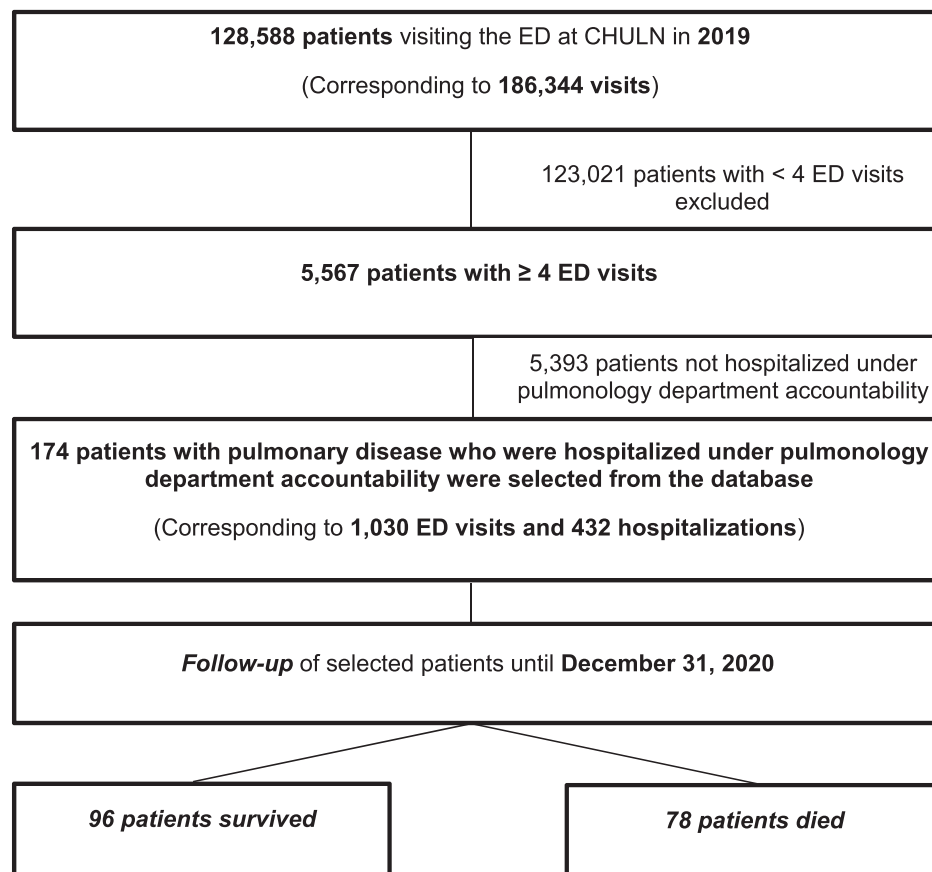 128,588 patients visiting the ED at CHULN in 2019
(Corresponding to 186,344 visits)
123,021 patients with < 4 ED visits
excluded
5,567 patients with ≥ 4 ED visits
5,393 patients not hospitalized under
pulmonology department accountability
174 patients with pulmonary disease who were hospitalized under pulmonology
department accountability were selected from the database
(Corresponding to 1,030 ED visits and 432 hospitalizations)
Follow-up of selected patients until December 31, 2020
96 patients survived
78 patients died